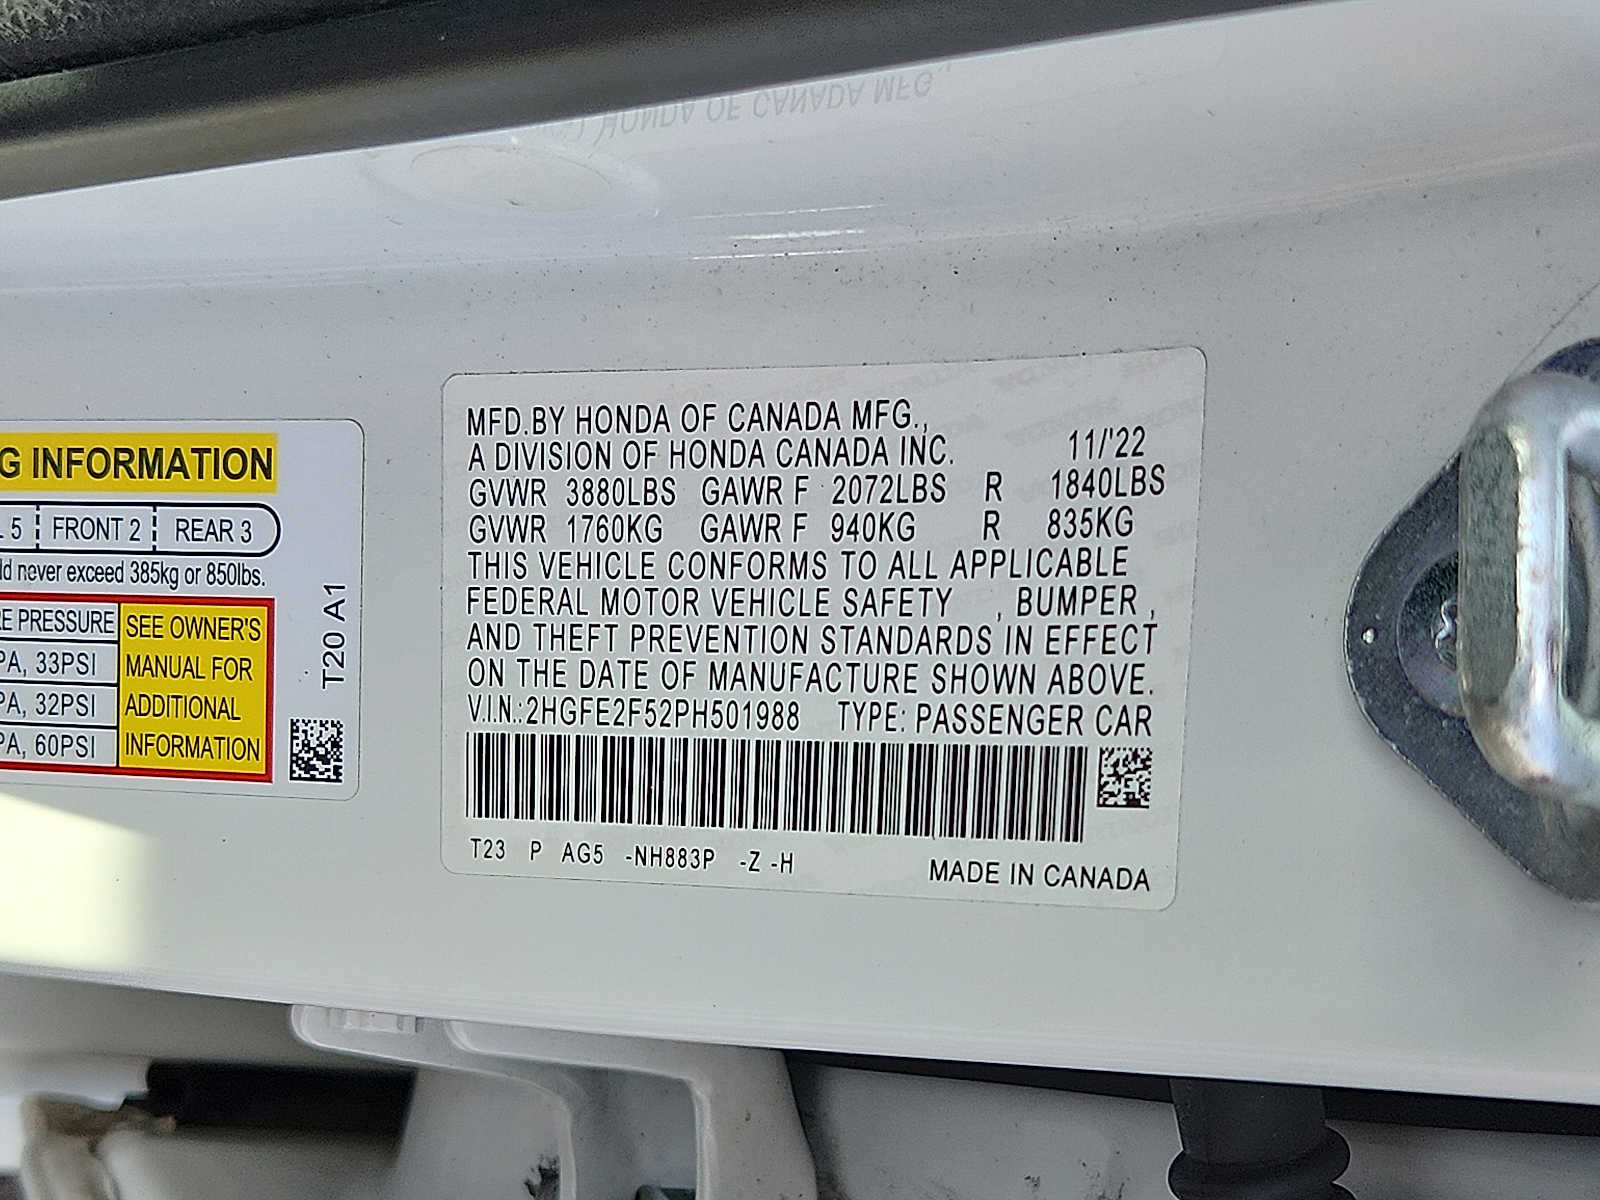 G INFORMATION
L 5 FRONT 2 REAR 3
ld never exceed 385kg or 850lbs.
RE PRESSURE
PA, 33PSI
PA, 32PSI
PA, 60PSI
SEE OWNER'S
MANUAL FOR
ADDITIONAL
INFORMATION
T20 A1
MFD.BY HONDA OF CANADA MFG.,
A DIVISION OF HONDA CANADA INC. 11/'22
GVWR 3880LBS GAWR F 2072LBS R 1840LBS
GVWR 1760KG GAWR F 940KG R 835KG
THIS VEHICLE CONFORMS TO ALL APPLICABLE
FEDERAL MOTOR VEHICLE SAFETY , BUMPER ,
AND THEFT PREVENTION STANDARDS IN EFFECT
ON THE DATE OF MANUFACTURE SHOWN ABOVE.
V.I.N.:2HGFE2F52PH501988 TYPE: PASSENGER CAR
T23 P AG5 -NH883P -Z -H
MADE IN CANADA